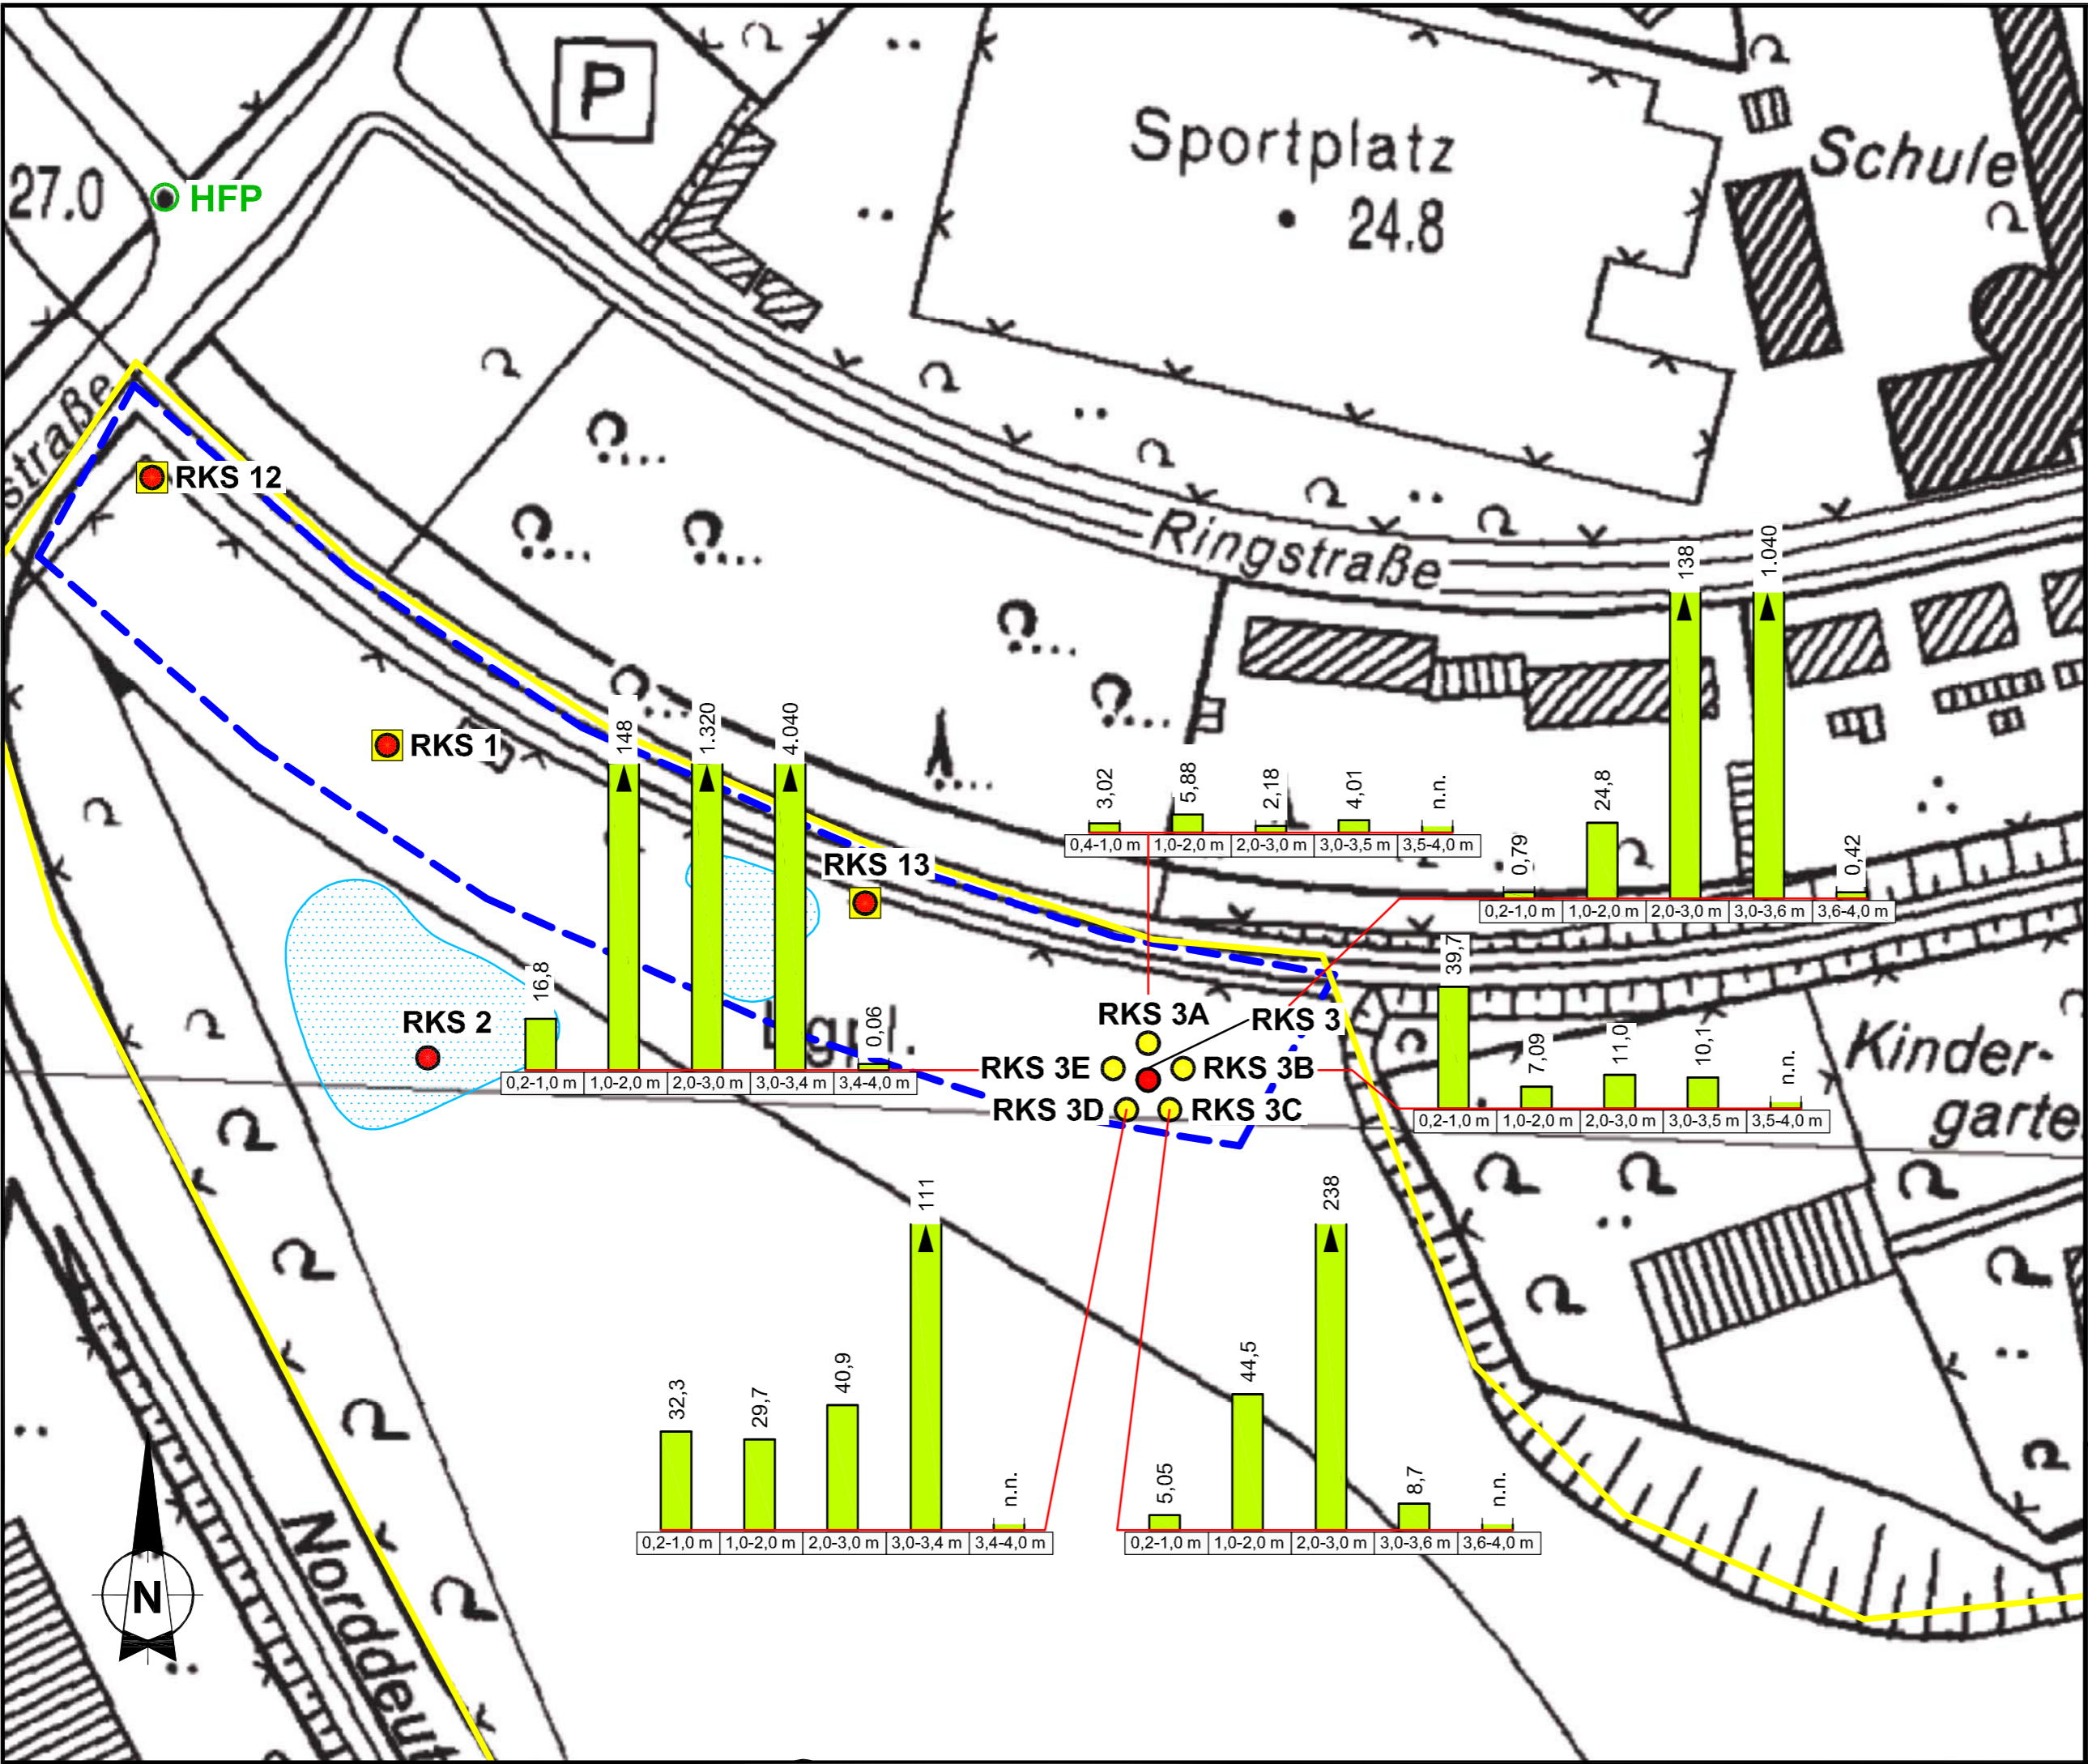 P
Sportplatz
24.8
Schule
27.0
HFP
straße
RKS 12
Ringstraße
138
1.040
RKS 1
148
1.320
4.040
3,02
5,88
2,18
4,01
n.n.
0,4-1,0 m
1,0-2,0 m
2,0-3,0 m
3,0-3,5 m
3,5-4,0 m
0,79
24,8
0,42
0,2-1,0 m
1,0-2,0 m
2,0-3,0 m
3,0-3,6 m
3,6-4,0 m
RKS 13
16,8
0,06
0,2-1,0 m
1,0-2,0 m
2,0-3,0 m
3,0-3,4 m
3,4-4,0 m
RKS 2
RKS 3A
RKS 3
RKS 3E
RKS 3B
RKS 3D
RKS 3C
39,7
7,09
11,0
10,1
n.n.
0,2-1,0 m
1,0-2,0 m
2,0-3,0 m
3,0-3,5 m
3,5-4,0 m
Kinder-
garte
32,3
29,7
40,9
111
n.n.
0,2-1,0 m
1,0-2,0 m
2,0-3,0 m
3,0-3,4 m
3,4-4,0 m
5,05
44,5
238
8,7
n.n.
0,2-1,0 m
1,0-2,0 m
2,0-3,0 m
3,0-3,6 m
3,6-4,0 m
N
Norddeut